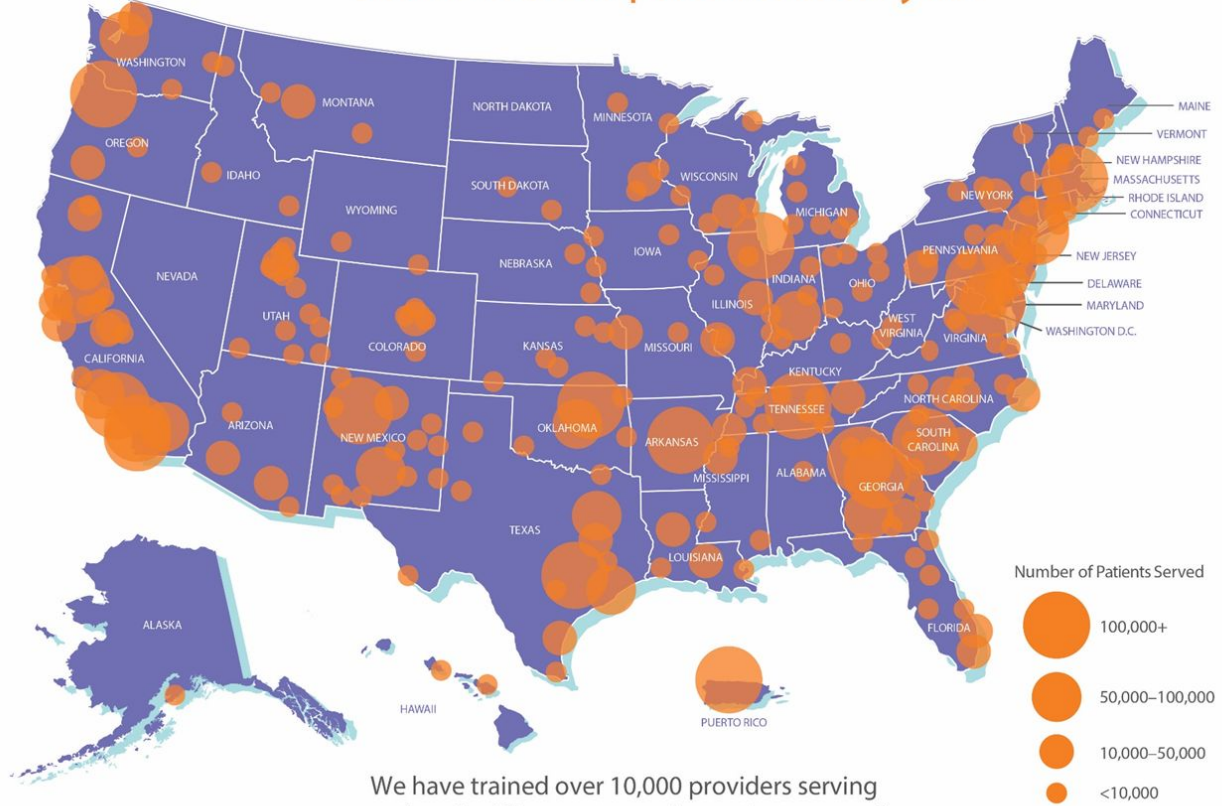 WASHINGTON
MONTANA
NORTH DAKOTA
MINNESOTA
MAINE
VERMONT
OREGON
IDAHO
SOUTH DAKOTA
WISCONSIN
NEW HAMPSHIRE
MASSACHUSETTS
RHODE ISLAND
CONNECTICUT
WYOMING
MICHIGAN
NEW YORK
NEVADA
NEBRASKA
IOWA
PENNSYLVANIA
NEW JERSEY
UTAH
COLORADO
ILLINOIS
INDIANA
OHIO
DELAWARE
MARYLAND
WASHINGTON D.C.
CALIFORNIA
KANSAS
MISSOURI
WEST
VIRGINIA
VIRGINIA
KENTUCKY
ARIZONA
NEW MEXICO
OKLAHOMA
ARKANSAS
TENNESSEE
NORTH CAROLINA
SOUTH
CAROLINA
MISSISSIPPI
ALABAMA
GEORGIA
TEXAS
LOUISIANA
FLORIDA
ALASKA
HAWAII
PUERTO RICO
Number of Patients Served
100,000+
50,000–100,000
10,000–50,000
<10,000
We have trained over 10,000 providers serving